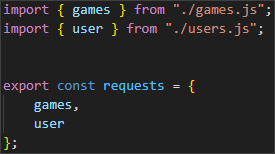 import { games } from "./games.js";
import { user } from "./users.js";
export const requests = {
    games,
    user
};